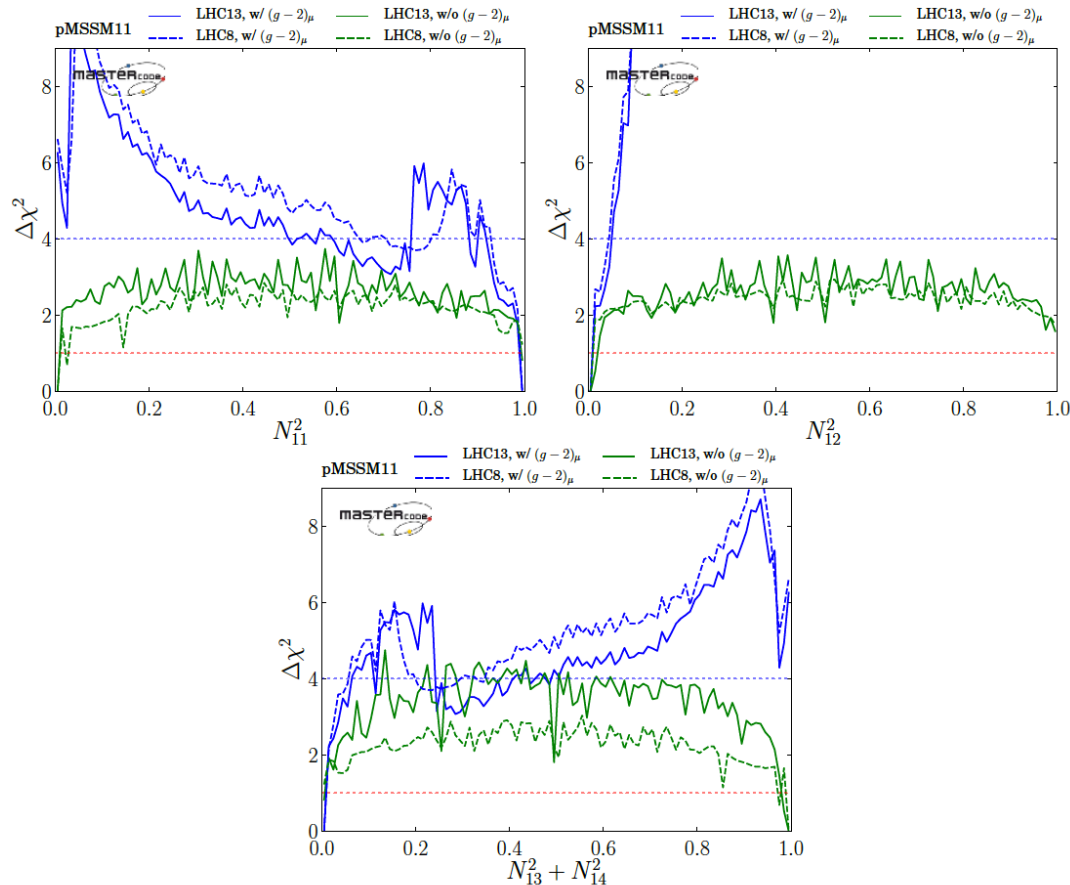 pMSSM11 LHC13, w/ (g − 2)μ LHC13, w/o (g − 2)μ
LHC8, w/ (g − 2)μ LHC8, w/o (g − 2)μ
MASTERCODE
Δχ²
8
6
4
2
0
0.0 0.2 0.4 0.6 0.8 1.0
N²₁₁
pMSSM11 LHC13, w/ (g − 2)μ LHC13, w/o (g − 2)μ
LHC8, w/ (g − 2)μ LHC8, w/o (g − 2)μ
MASTERCODE
Δχ²
8
6
4
2
0
0.0 0.2 0.4 0.6 0.8 1.0
N²₁₂
pMSSM11 LHC13, w/ (g − 2)μ LHC13, w/o (g − 2)μ
LHC8, w/ (g − 2)μ LHC8, w/o (g − 2)μ
MASTERCODE
Δχ²
8
6
4
2
0
0.0 0.2 0.4 0.6 0.8 1.0
N²₁₃ + N²₁₄